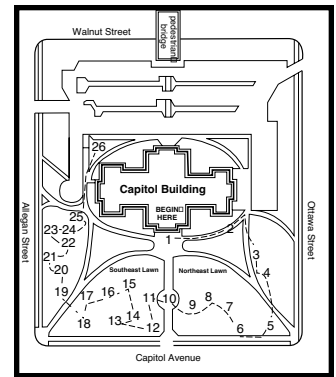 Walnut Street
pedestrian
bridge
26
Capitol Building
BEGIN
HERE
Allegan Street
Ottawa Street
25
23-24
22
21
20
19
18
1
2
3
4
5
6
Southeast Lawn
Northeast Lawn
17
16
15
14
13
12
11
10
9
8
7
Capitol Avenue